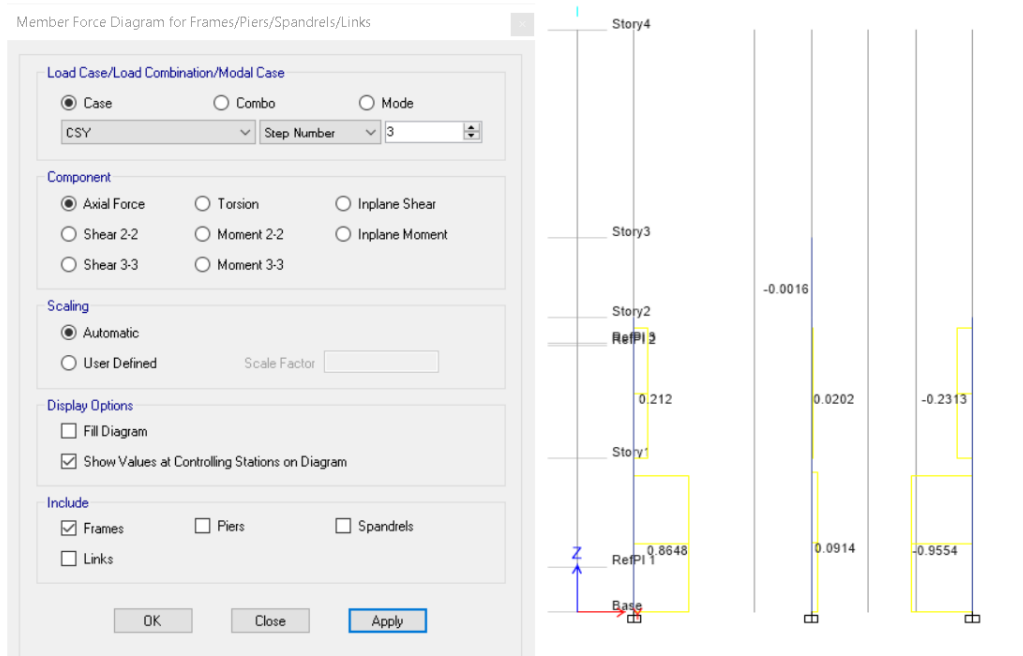 Member Force Diagram for Frames/Piers/Spandrels/Links
Load Case/Load Combination/Modal Case
Case Combo Mode
CSY Step Number 3
Component
Axial Force Torsion Inplane Shear
Shear 2-2 Moment 2-2 Inplane Moment
Shear 3-3 Moment 3-3
Scaling
Automatic
User Defined Scale Factor
Display Options
Fill Diagram
Show Values at Controlling Stations on Diagram
Include
Frames Piers Spandrels
Links
OK Close Apply
Story4
Story3
-0.0016
Story2
RefPl 2
0.212 0.0202 -0.2313
Story1
0.8648 0.0914 -0.9554
RefPl 1
Z
Base
X